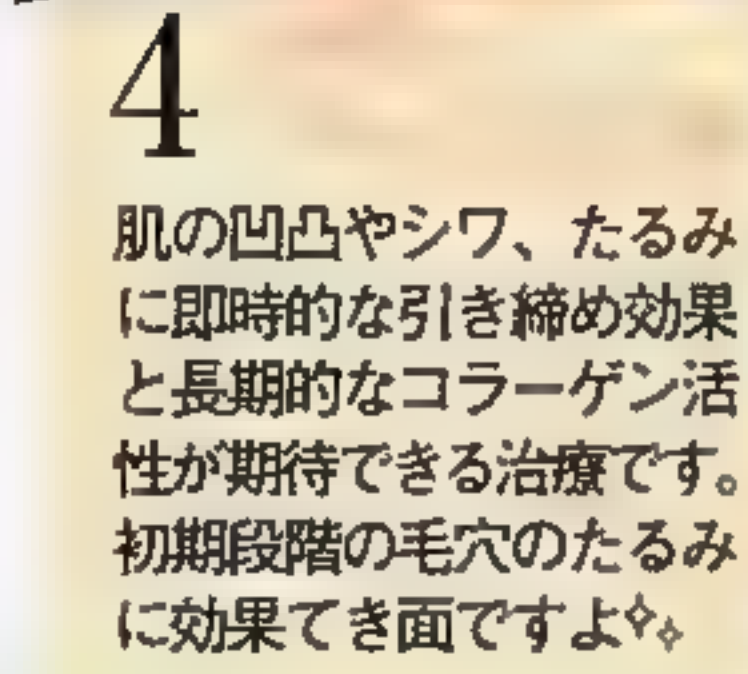 4
肌の凹凸やシワ、たるみ
に即時的な引き締め効果
と長期的なコラーゲン活
性が期待できる治療です。
初期段階の毛穴のたるみ
に効果てき面ですよ✧˖